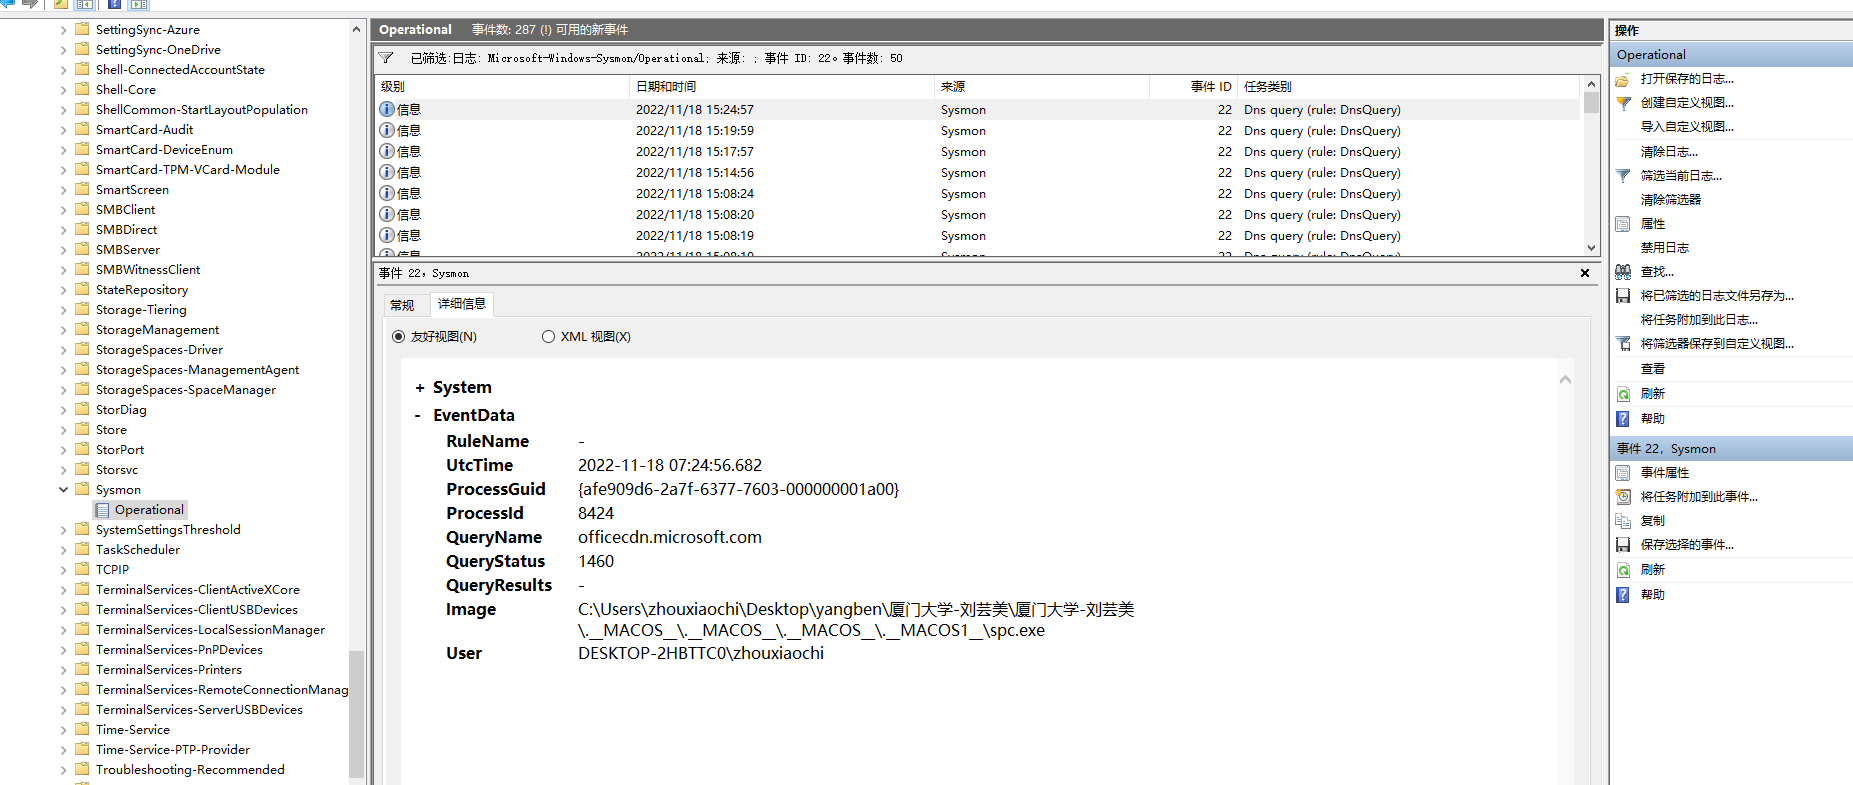 SettingSync-Azure
SettingSync-OneDrive
Shell-ConnectedAccountState
Shell-Core
ShellCommon-StartLayoutPopulation
SmartCard-Audit
SmartCard-DeviceEnum
SmartCard-TPM-VCard-Module
SmartScreen
SMBClient
SMBDirect
SMBServer
SMBWitnessClient
StateRepository
Storage-Tiering
StorageManagement
StorageSpaces-Driver
StorageSpaces-ManagementAgent
StorageSpaces-SpaceManager
StorDiag
Store
StorPort
Storsvc
Sysmon
Operational
SystemSettingsThreshold
TaskScheduler
TCPIP
TerminalServices-ClientActiveXCore
TerminalServices-ClientUSBDevices
TerminalServices-LocalSessionManager
TerminalServices-PnPDevices
TerminalServices-Printers
TerminalServices-RemoteConnectionManag
TerminalServices-ServerUSBDevices
Time-Service
Time-Service-PTP-Provider
Troubleshooting-Recommended
Operational 事件数: 287 (!) 可用的新事件
已筛选:日志: Microsoft-Windows-Sysmon/Operational; 来源: ; 事件 ID: 22。事件数: 50
级别 日期和时间 来源 事件 ID 任务类别
信息 2022/11/18 15:24:57 Sysmon 22 Dns query (rule: DnsQuery)
信息 2022/11/18 15:19:59 Sysmon 22 Dns query (rule: DnsQuery)
信息 2022/11/18 15:17:57 Sysmon 22 Dns query (rule: DnsQuery)
信息 2022/11/18 15:14:56 Sysmon 22 Dns query (rule: DnsQuery)
信息 2022/11/18 15:08:24 Sysmon 22 Dns query (rule: DnsQuery)
信息 2022/11/18 15:08:20 Sysmon 22 Dns query (rule: DnsQuery)
信息 2022/11/18 15:08:19 Sysmon 22 Dns query (rule: DnsQuery)
事件 22，Sysmon
常规 详细信息
友好视图(N) XML 视图(X)
+ System
- EventData
RuleName -
UtcTime 2022-11-18 07:24:56.682
ProcessGuid {afe909d6-2a7f-6377-7603-000000001a00}
ProcessId 8424
QueryName officecdn.microsoft.com
QueryStatus 1460
QueryResults -
Image C:\Users\zhouxiaochi\Desktop\yangben\厦门大学-刘芸美\厦门大学-刘芸美
\.__MACOS__\.__MACOS__\.__MACOS__\.__MACOS1__\spc.exe
User DESKTOP-2HBTTC0\zhouxiaochi
操作
Operational
打开保存的日志...
创建自定义视图...
导入自定义视图...
清除日志...
筛选当前日志...
清除筛选器
属性
禁用日志
查找...
将已筛选的日志文件另存为...
将任务附加到此日志...
将筛选器保存到自定义视图...
查看
刷新
帮助
事件 22，Sysmon
事件属性
将任务附加到此事件...
复制
保存选择的事件...
刷新
帮助